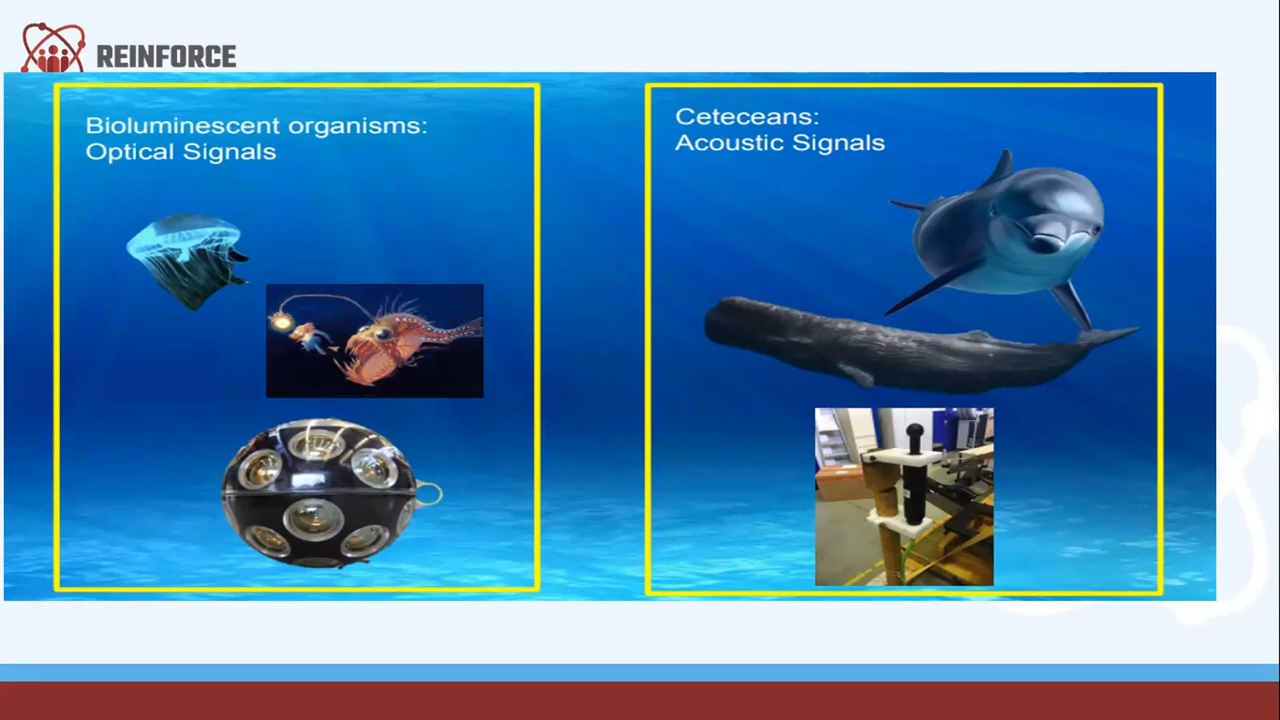 REINFORCE
Bioluminescent organisms:
Optical Signals
Ceteceans:
Acoustic Signals